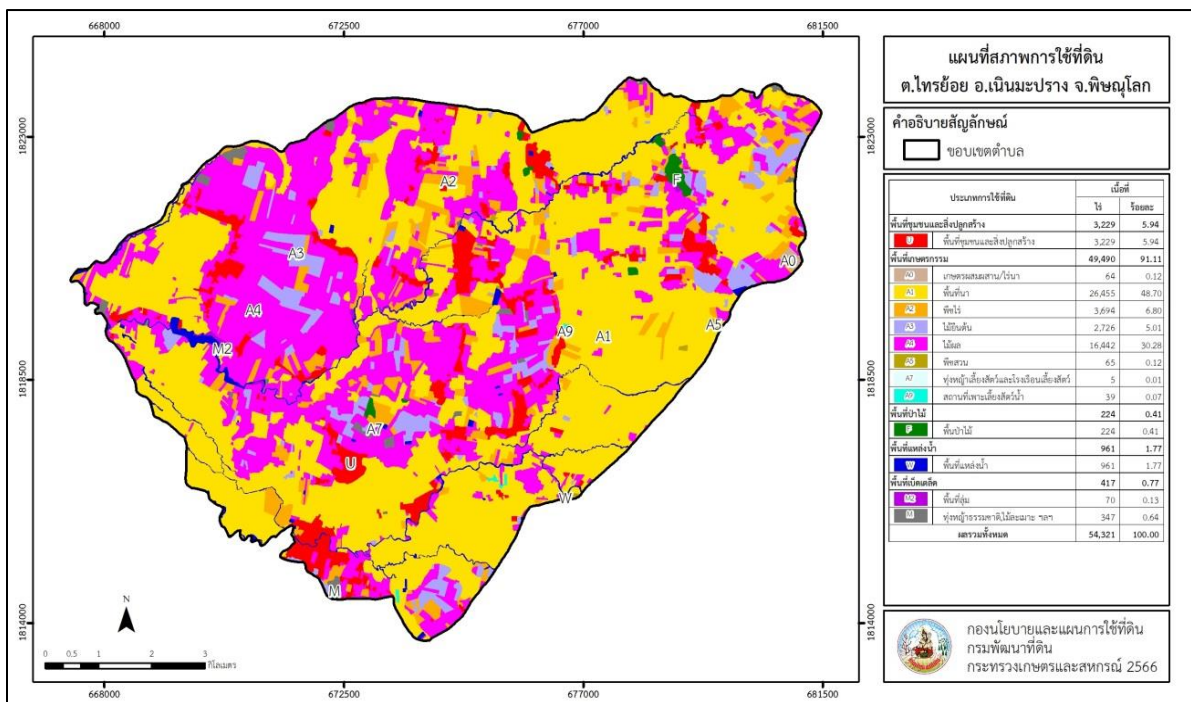 668000 672500 677000 681500
1823000 1823000
1818500 1818500
1814000 1814000
A2
F
A3
A0
A4
A9 A1 A5
M2
A7
U
W
M
N
0 0.5 1 2 3
กิโลเมตร
668000 672500 677000 681500
แผนที่สภาพการใช้ที่ดิน
ต.ไทรย้อย อ.เนินมะปราง จ.พิษณุโลก
คำอธิบายสัญลักษณ์
ขอบเขตตำบล
ประเภทการใช้ที่ดิน เนื้อที่
ไร่ ร้อยละ
พื้นที่ชุมชนและสิ่งปลูกสร้าง 3,229 5.94
U พื้นที่ชุมชนและสิ่งปลูกสร้าง 3,229 5.94
พื้นที่เกษตรกรรม 49,490 91.11
A0 เกษตรผสมผสาน/ไร่นา 64 0.12
A1 พื้นที่นา 26,455 48.70
A2 พืชไร่ 3,694 6.80
A3 ไม้ยืนต้น 2,726 5.01
A4 ไม้ผล 16,442 30.28
A5 พืชสวน 65 0.12
A7 ทุ่งหญ้าเลี้ยงสัตว์และโรงเรือนเลี้ยงสัตว์ 5 0.01
A9 สถานที่เพาะเลี้ยงสัตว์น้ำ 39 0.07
พื้นที่ป่าไม้ 224 0.41
F พื้นป่าไม้ 224 0.41
พื้นที่แหล่งน้ำ 961 1.77
W พื้นที่แหล่งน้ำ 961 1.77
พื้นที่เบ็ดเตล็ด 417 0.77
M2 พื้นที่ลุ่ม 70 0.13
M ทุ่งหญ้าธรรมชาติ,ไม้ละเมาะ ฯลฯ 347 0.64
ผลรวมทั้งหมด 54,321 100.00
กองนโยบายและแผนการใช้ที่ดิน
กรมพัฒนาที่ดิน
กระทรวงเกษตรและสหกรณ์ 2566